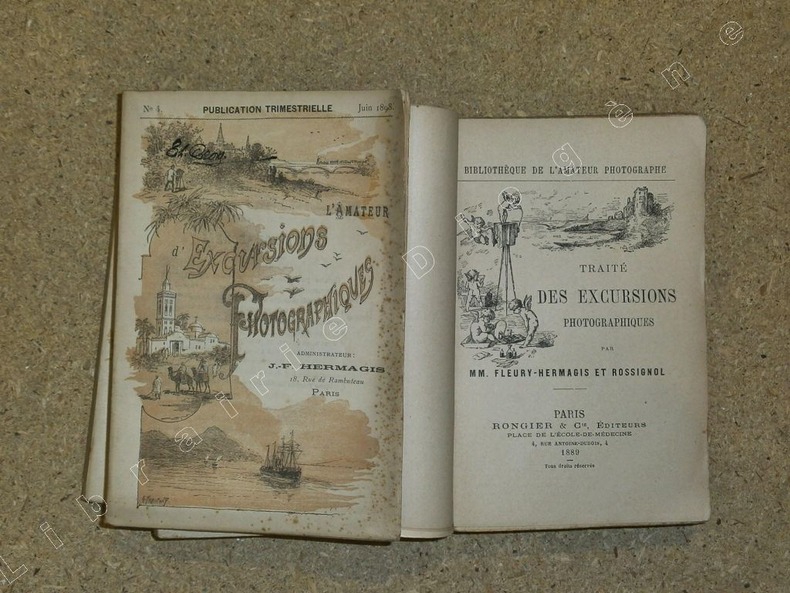 No 4
PUBLICATION TRIMESTRIELLE
Juin 1898
L'AMATEUR
d'EXCURSIONS
PHOTOGRAPHIQUES
ADMINISTRATEUR:
J.-F. HERMAGIS
18, Rue de Rambuteau
PARIS
BIBLIOTHÈQUE DE L'AMATEUR PHOTOGRAPHE
TRAITÉ
DES EXCURSIONS
PHOTOGRAPHIQUES
PAR
MM. FLEURY-HERMAGIS ET ROSSIGNOL
PARIS
RONGIER & Cie, ÉDITEURS
PLACE DE L'ÉCOLE-DE-MÉDECINE
4, RUE ANTOINE-DUBOIS, 4
1889
Tous droits réservés
Librairie Diogène